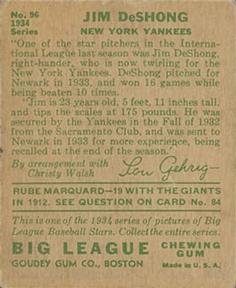 No. 96
1934
Series
JIM DeSHONG
NEW YORK YANKEES
"One of the star pitchers in the Interna-
tional League last season was Jim DeShong,
right-hander, who is now twirling for the
New York Yankees. DeShong pitched for
Newark in 1933, and won 16 games while
being beaten 10 times.
"Jim is 23 years old, 5 feet, 11 inches tall,
and tips the scales at 175 pounds. He was
secured by the Yankees in the Fall of 1932
from the Sacramento Club, and was sent to
Newark in 1933 for more experience, being
recalled at the end of the season."
By arrangement with
Christy Walsh
Lou Gehrig
RUBE MARQUARD—19 WITH THE GIANTS
IN 1912. SEE QUESTION ON CARD No. 84
This is one of the 1934 series of pictures of Big
League Baseball Stars. Collect the entire series.
BIG LEAGUE CHEWING GUM
GOUDEY GUM CO., BOSTON Made in U.S.A.